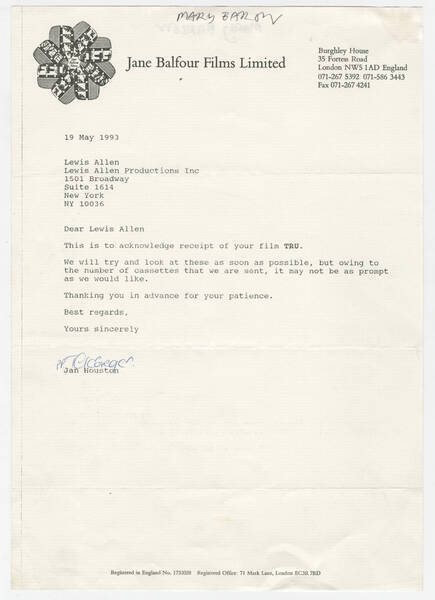 MARY BARON
Jane Balfour Films Limited
Burghley House
35 Fortess Road
London NW5 1AD England
071-267 5392 071-586 3443
Fax 071-267 4241
19 May 1993
Lewis Allen
Lewis Allen Productions Inc
1501 Broadway
Suite 1614
New York
NY 10036
Dear Lewis Allen
This is to acknowledge receipt of your film TRU.
We will try and look at these as soon as possible, but owing to
the number of cassettes that we are sent, it may not be as prompt
as we would like.
Thanking you in advance for your patience.
Best regards,
Yours sincerely
Jan Houston
Registered in England No. Registered Office: 71 Mark Lane, London EC3R 7RD